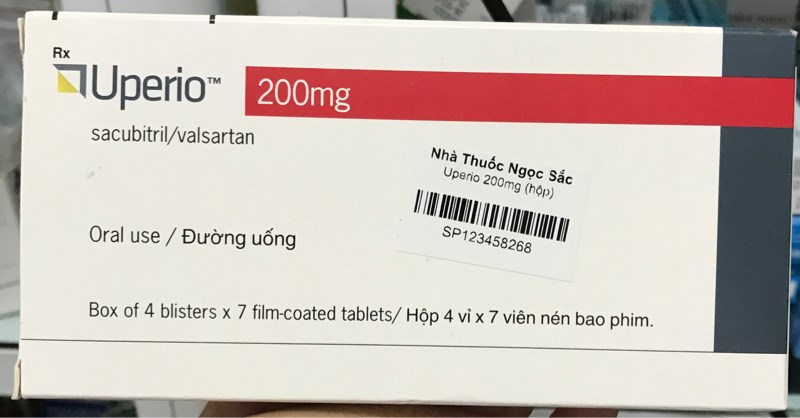 Rx
Uperio™ 200mg
sacubitril/valsartan
Nhà Thuốc Ngọc Sắc
Uperio 200mg (hộp)
SP123458268
Oral use / Đường uống
Box of 4 blisters x 7 film-coated tablets/ Hộp 4 vỉ x 7 viên nén bao phim.